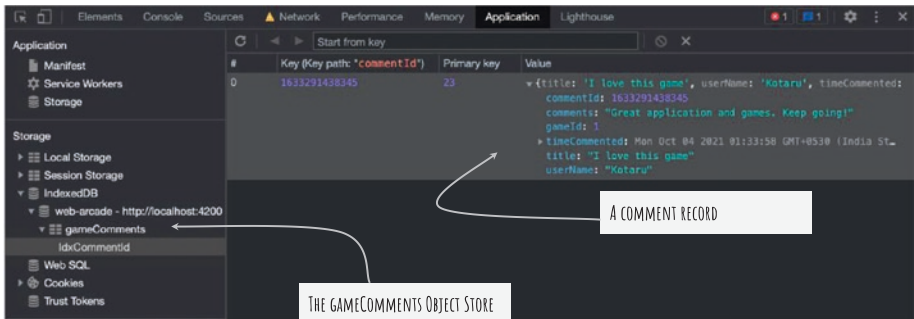 Elements Console Sources Network Performance Memory Application Lighthouse 1 1
Application
Manifest
Service Workers
Storage
Storage
Local Storage
Session Storage
IndexedDB
web-arcade - http://localhost:4200
gameComments
IdxCommentId
Web SQL
Cookies
Trust Tokens
Start from key
# Key (Key path: "commentId") Primary key Value
0 1633291438345 23 {title: 'I love this game', userName: 'Kotaru', timeCommented:
commentId: 1633291438345
comments: "Great application and games. Keep going!"
gameId: 1
timeCommented: Mon Oct 04 2021 01:33:58 GMT+0530 (India St…
title: "I love this game"
userName: "Kotaru"
A comment record
The gameComments Object Store